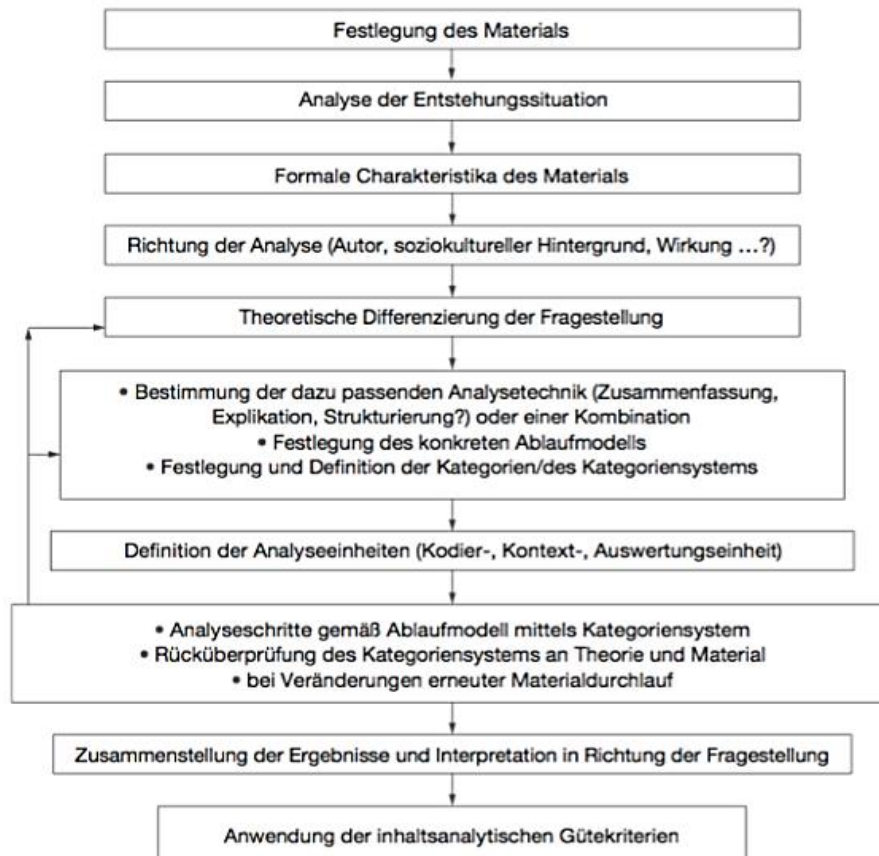 Festlegung des Materials
Analyse der Entstehungssituation
Formale Charakteristika des Materials
Richtung der Analyse (Autor, soziokultureller Hintergrund, Wirkung ...?)
Theoretische Differenzierung der Fragestellung
• Bestimmung der dazu passenden Analysetechnik (Zusammenfassung,
Explikation, Strukturierung?) oder einer Kombination
• Festlegung des konkreten Ablaufmodells
• Festlegung und Definition der Kategorien/des Kategoriensystems
Definition der Analyseeinheiten (Kodier-, Kontext-, Auswertungseinheit)
• Analyseschritte gemäß Ablaufmodell mittels Kategoriensystem
• Rücküberprüfung des Kategoriensystems an Theorie und Material
• bei Veränderungen erneuter Materialdurchlauf
Zusammenstellung der Ergebnisse und Interpretation in Richtung der Fragestellung
Anwendung der inhaltsanalytischen Gütekriterien